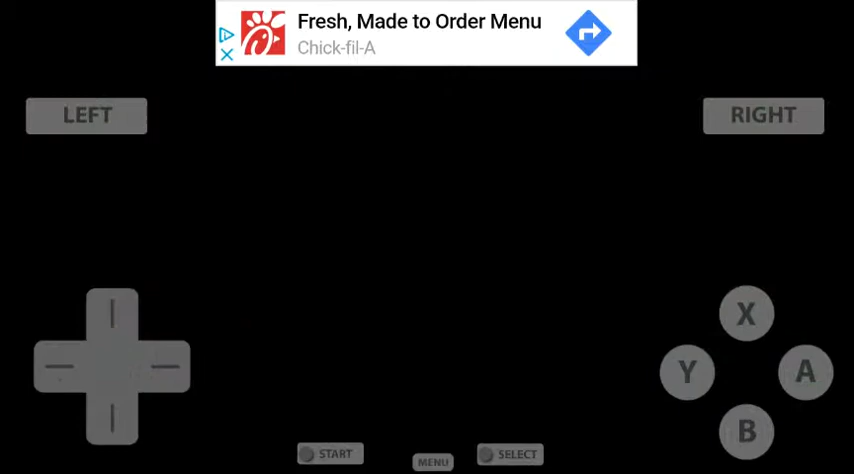 Fresh, Made to Order Menu
Chick-fil-A
LEFT
RIGHT
X
Y
A
B
START
MENU
SELECT